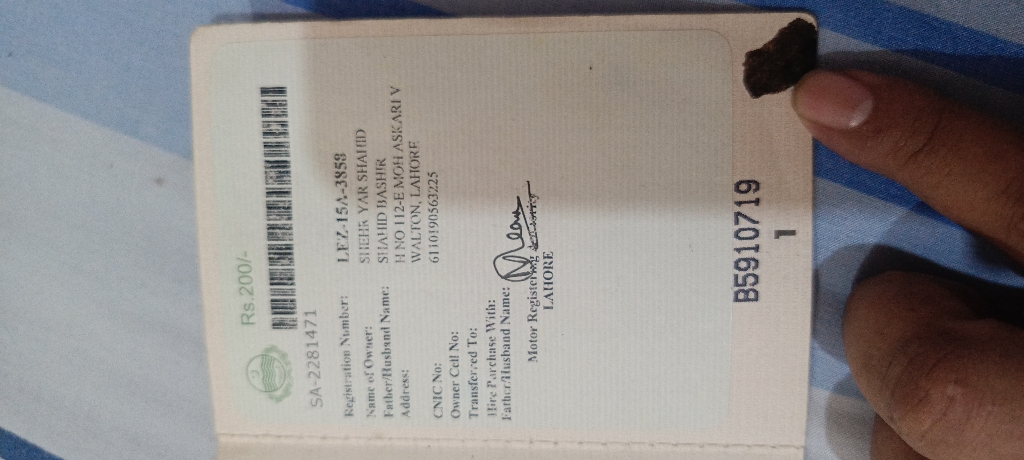 Rs.200/-
SA-2281471
Registration Number: LEZ-15A-3858
Name of Owner: SHEHR YAR SHAHID
Father/Husband Name: SHAHID BASHIR
Address: H NO 112-E MOH ASKARI V
WALTON, LAHORE
CNIC No: 6110190563225
Owner Cell No:
Transferred To:
Hire Purchase With:
Father/Husband Name:
Motor Registering
LAHORE
B5910719
1